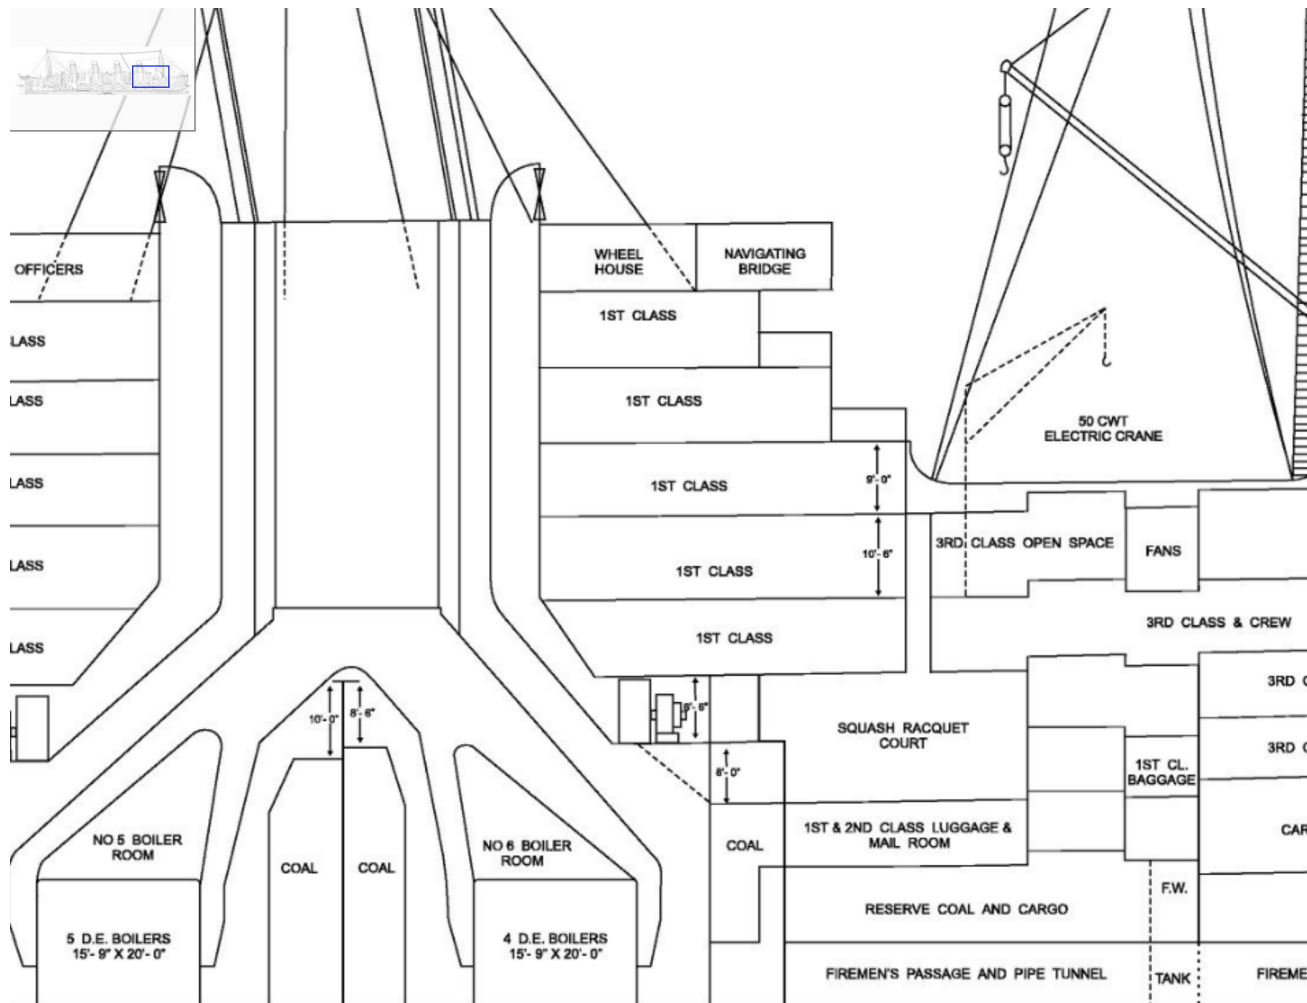 OFFICERS
WHEEL
HOUSE
NAVIGATING
BRIDGE
1ST CLASS
LASS
1ST CLASS
LASS
50 CWT
ELECTRIC CRANE
1ST CLASS
9'- 0"
LASS
10'- 6"
3RD CLASS OPEN SPACE
FANS
1ST CLASS
LASS
3RD CLASS & CREW
1ST CLASS
LASS
3RD C
10'- 0"
8'- 6"
8'- 6"
SQUASH RACQUET
COURT
3RD C
8'- 0"
1ST CL.
BAGGAGE
NO 5 BOILER
ROOM
NO 6 BOILER
ROOM
COAL
COAL
COAL
1ST & 2ND CLASS LUGGAGE &
MAIL ROOM
CAR
F.W.
RESERVE COAL AND CARGO
5 D.E. BOILERS
15'- 9" X 20'- 0"
4 D.E. BOILERS
15'- 9" X 20'- 0"
FIREMEN'S PASSAGE AND PIPE TUNNEL
TANK
FIREME